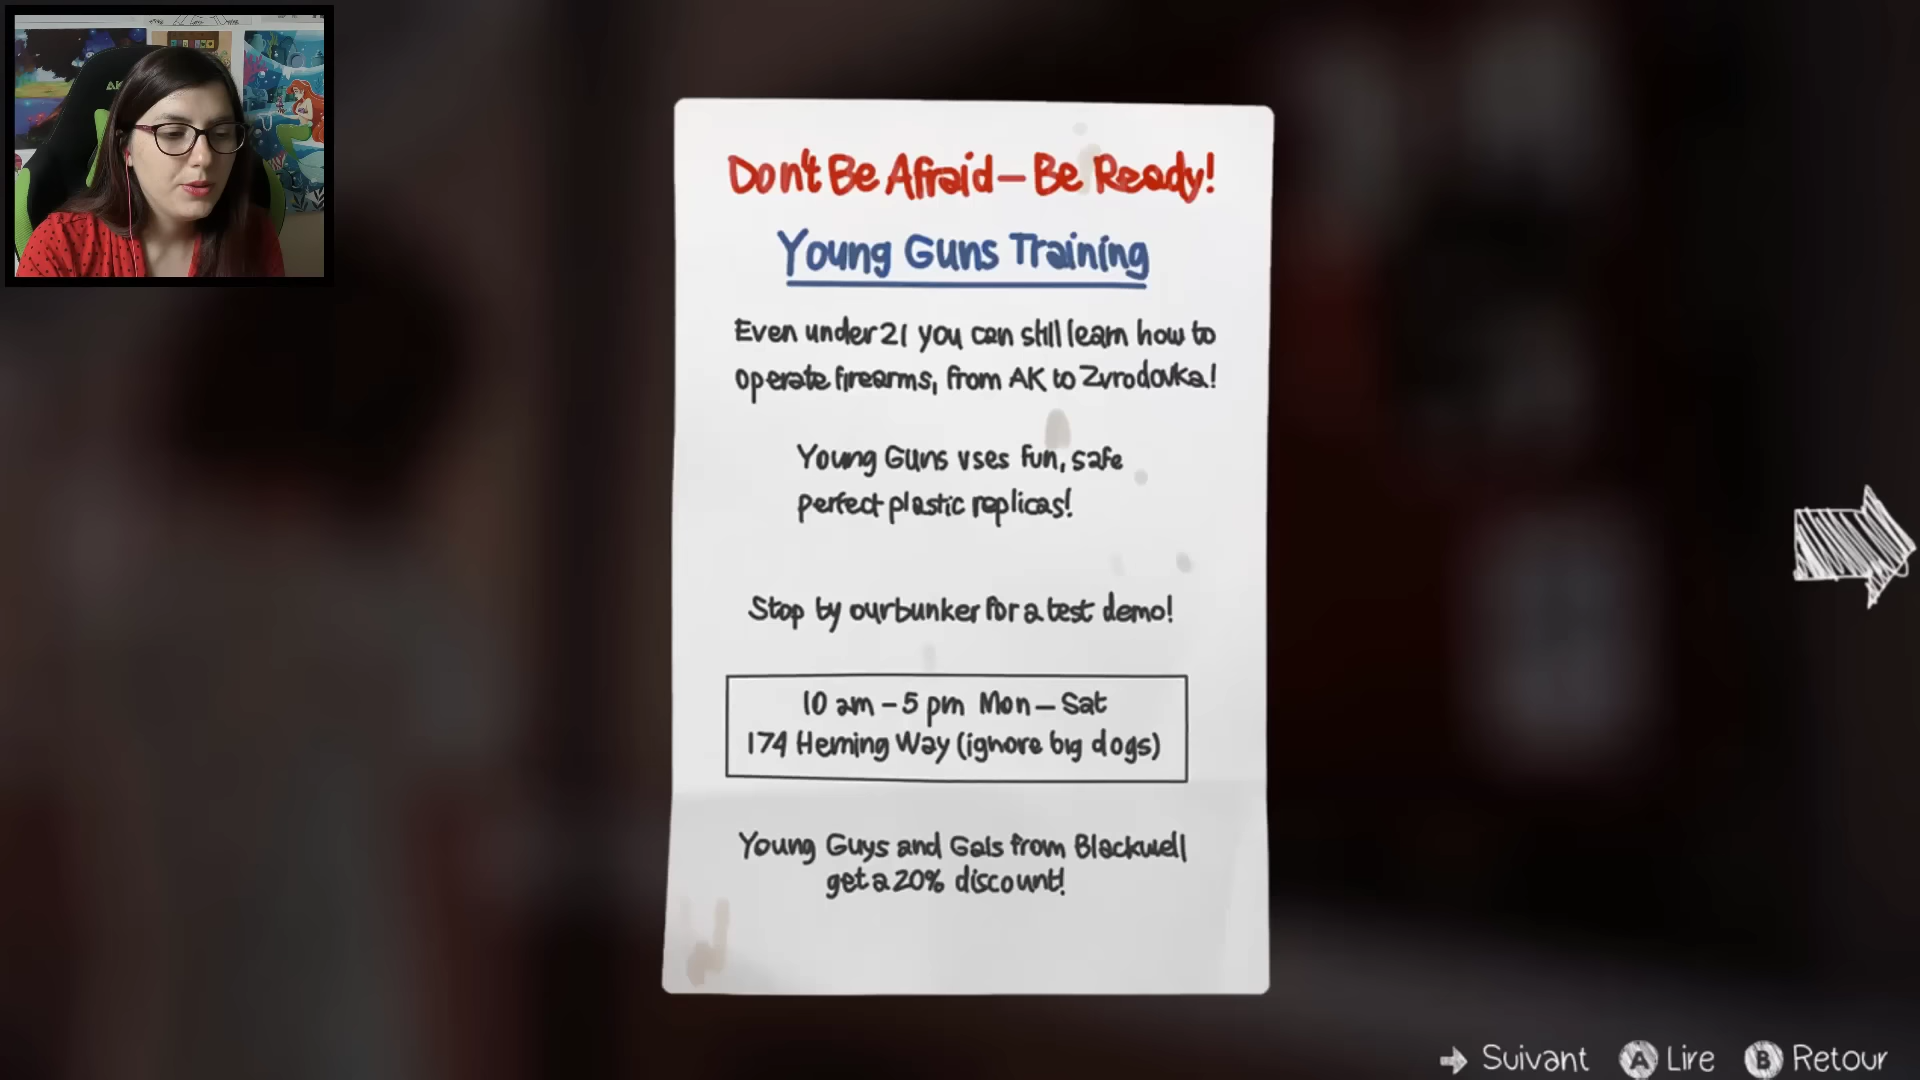 Don't Be Afraid — Be Ready!
Young Guns Training
Even under 21 you can still learn how to
operate firearms, from AK to Zvrodovka!
Young Guns uses fun, safe
perfect plastic replicas!
Stop by our bunker for a test demo!
10 am – 5 pm Mon – Sat
174 Heming Way (ignore big dogs)
Young Guys and Gals from Blackwell
get a 20% discount!
Suivant A Lire B Retour